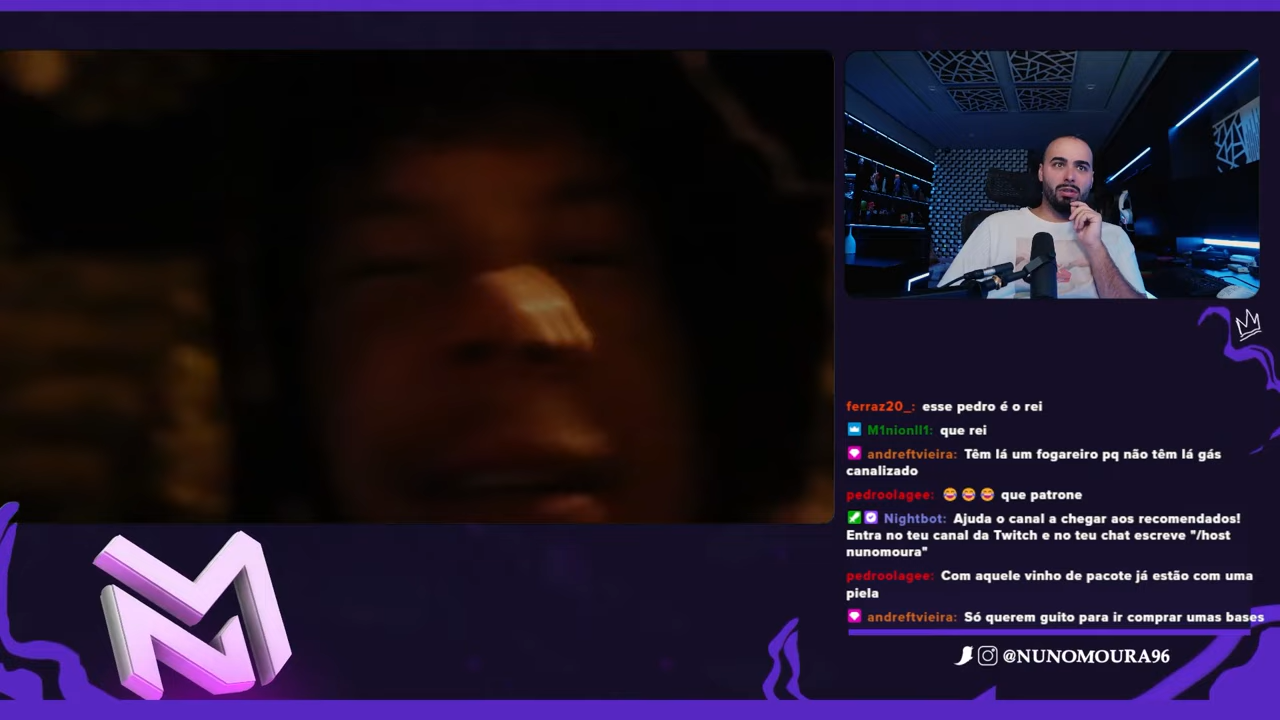 ferraz20_: esse pedro é o rei
M1nionll1: que rei
andreftvieira: Têm lá um fogareiro pq não têm lá gás
canalizado
pedroolagee: 😂 😂 😂 que patrone
Nightbot: Ajuda o canal a chegar aos recomendados!
Entra no teu canal da Twitch e no teu chat escreve "/host
nunomoura"
pedroolagee: Com aquele vinho de pacote já estão com uma
piela
andreftvieira: Só querem guito para ir comprar umas bases
@NUNOMOURA96